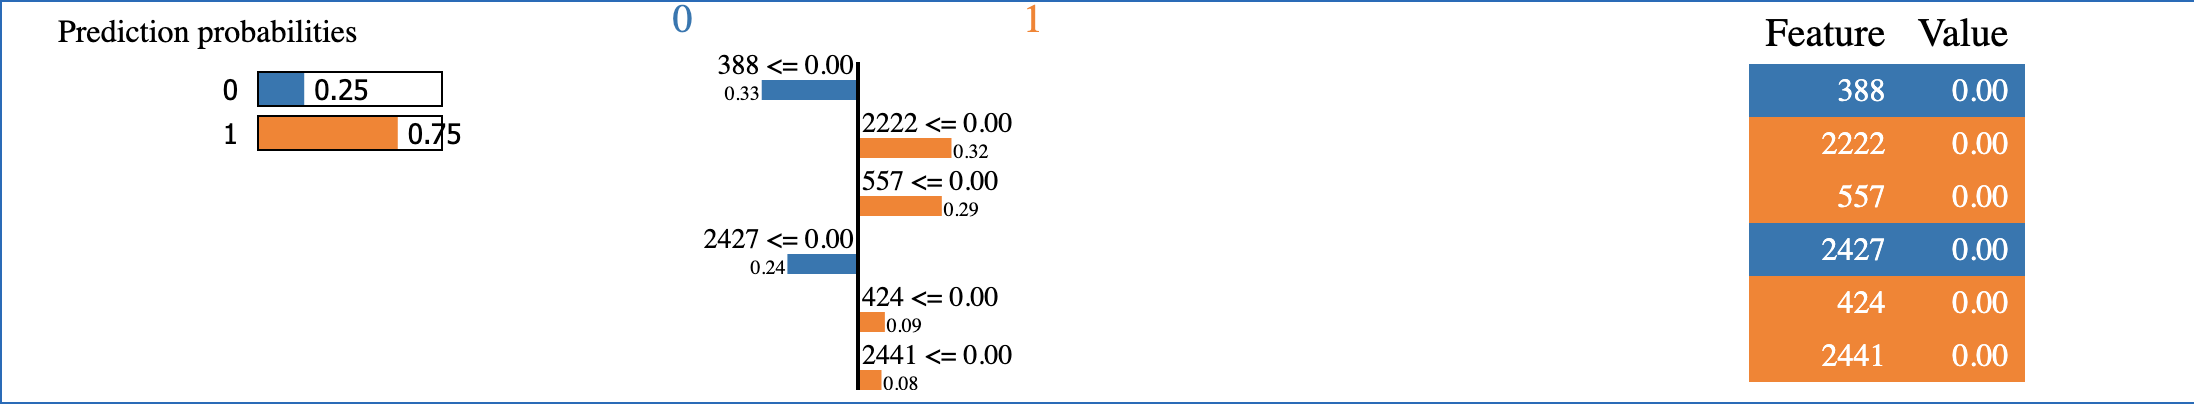 Prediction probabilities
0 0.25
1 0.75
0 1
388 <= 0.00
0.33
2222 <= 0.00
0.32
557 <= 0.00
0.29
2427 <= 0.00
0.24
424 <= 0.00
0.09
2441 <= 0.00
0.08
Feature Value
388 0.00
2222 0.00
557 0.00
2427 0.00
424 0.00
2441 0.00